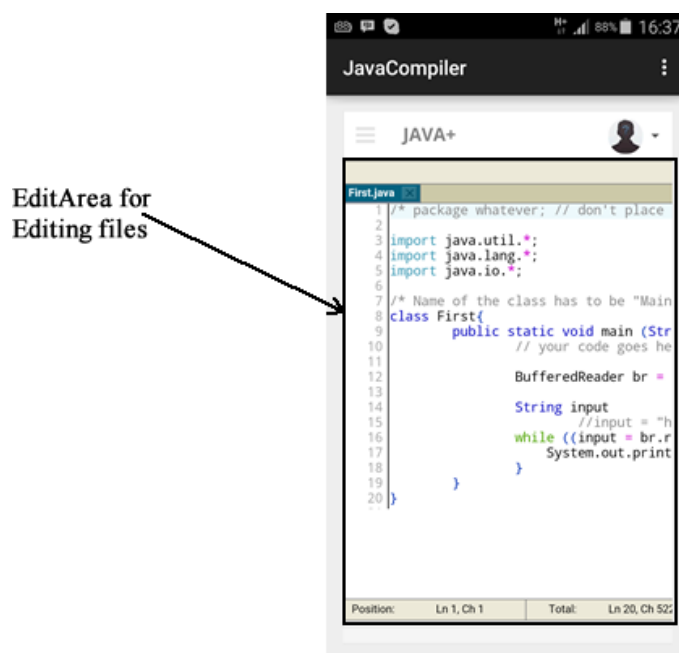 H+ 88% 16:37
JavaCompiler
JAVA+
EditArea for
Editing files
First.java
1 /* package whatever; // don't place
2
3 import java.util.*;
4 import java.lang.*;
5 import java.io.*;
6
7 /* Name of the class has to be "Main
8 class First{
9 public static void main (Str
10 // your code goes he
11
12 BufferedReader br =
13
14 String input
15 //input = "h
16 while ((input = br.r
17 System.out.print
18 }
19 }
20 }
Position: Ln 1, Ch 1 Total: Ln 20, Ch 522